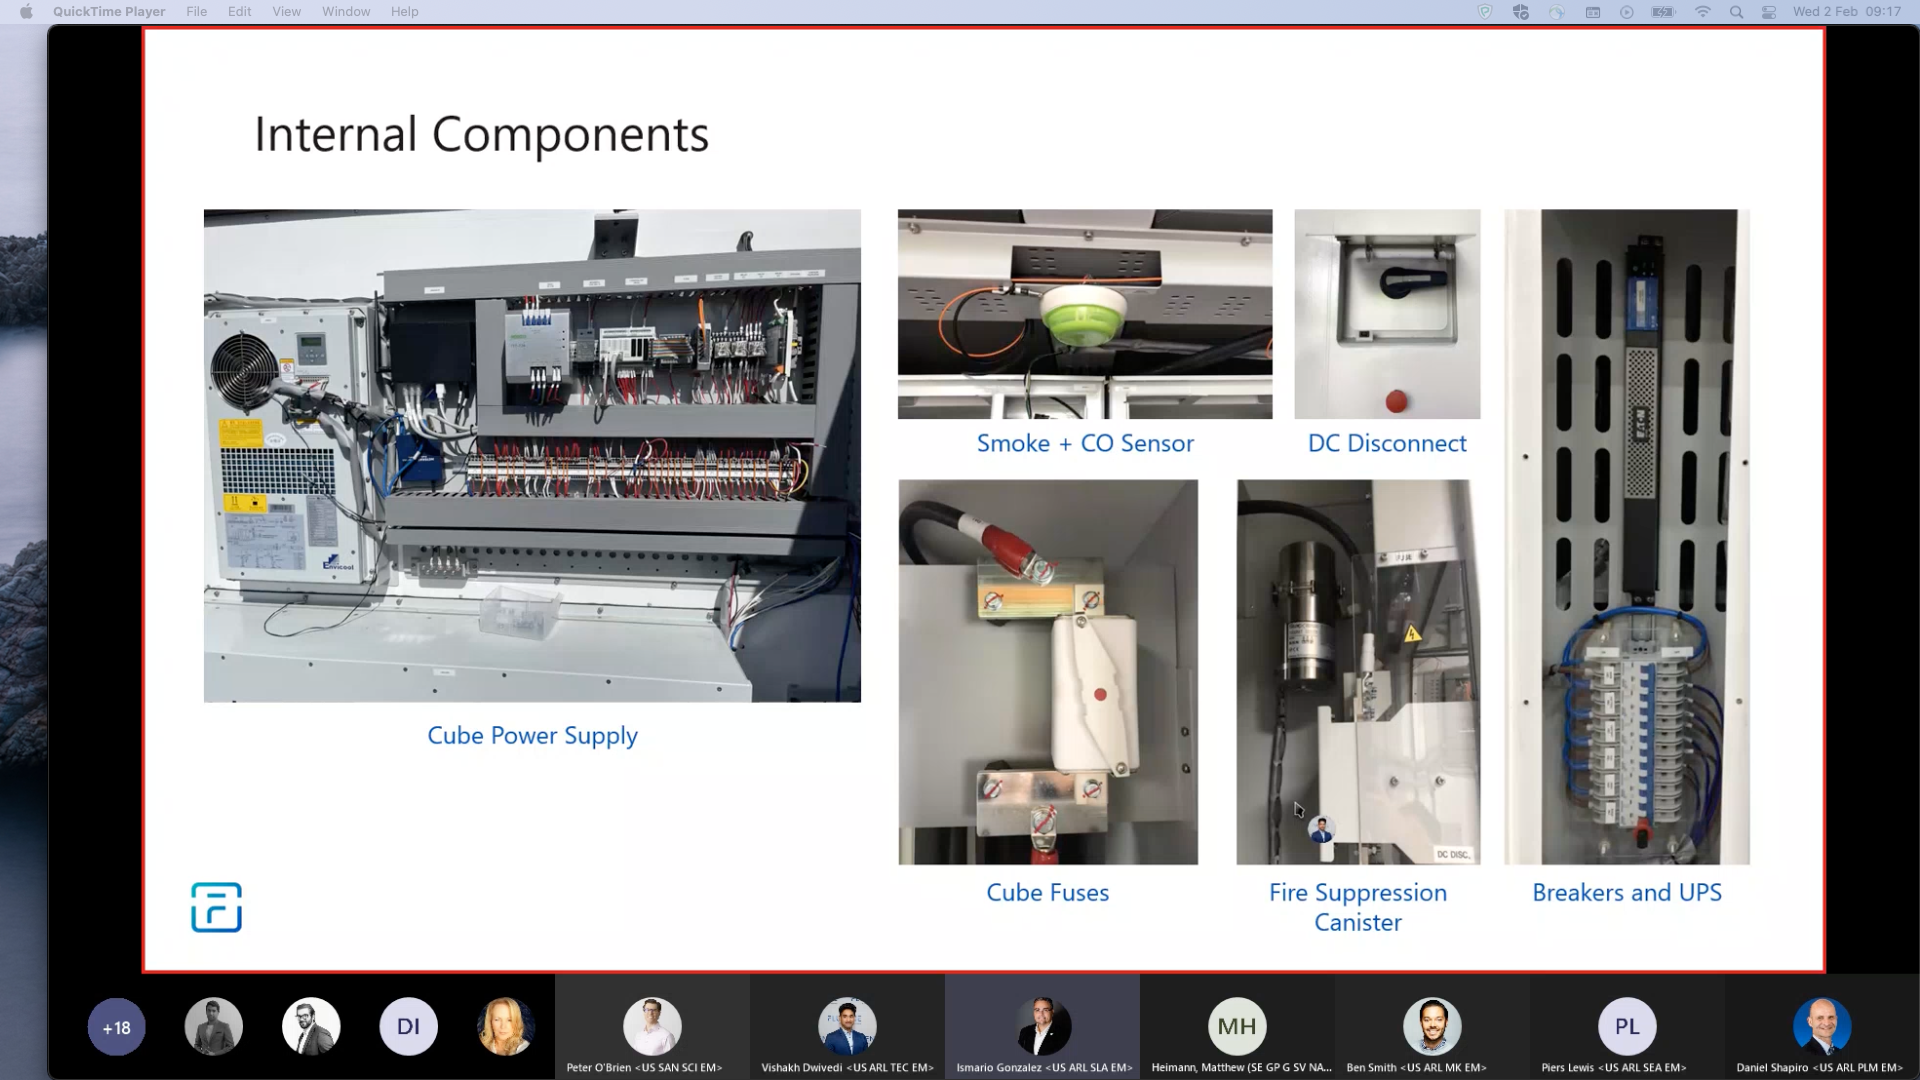 QuickTime Player File Edit View Window Help Wed 2 Feb 09:17
Internal Components
Envicool
EATON
DC DISC.
Smoke + CO Sensor
DC Disconnect
Cube Power Supply
Cube Fuses
Fire Suppression
Canister
Breakers and UPS
+18
DI
MH
PL
Peter O'Brien <US SAN SCI EM>
Vishakh Dwivedi <US ARL TEC EM>
Ismario Gonzalez <US ARL SLA EM>
Heimann, Matthew (SE GP G SV NA...
Ben Smith <US ARL MK EM>
Piers Lewis <US ARL SEA EM>
Daniel Shapiro <US ARL PLM EM>